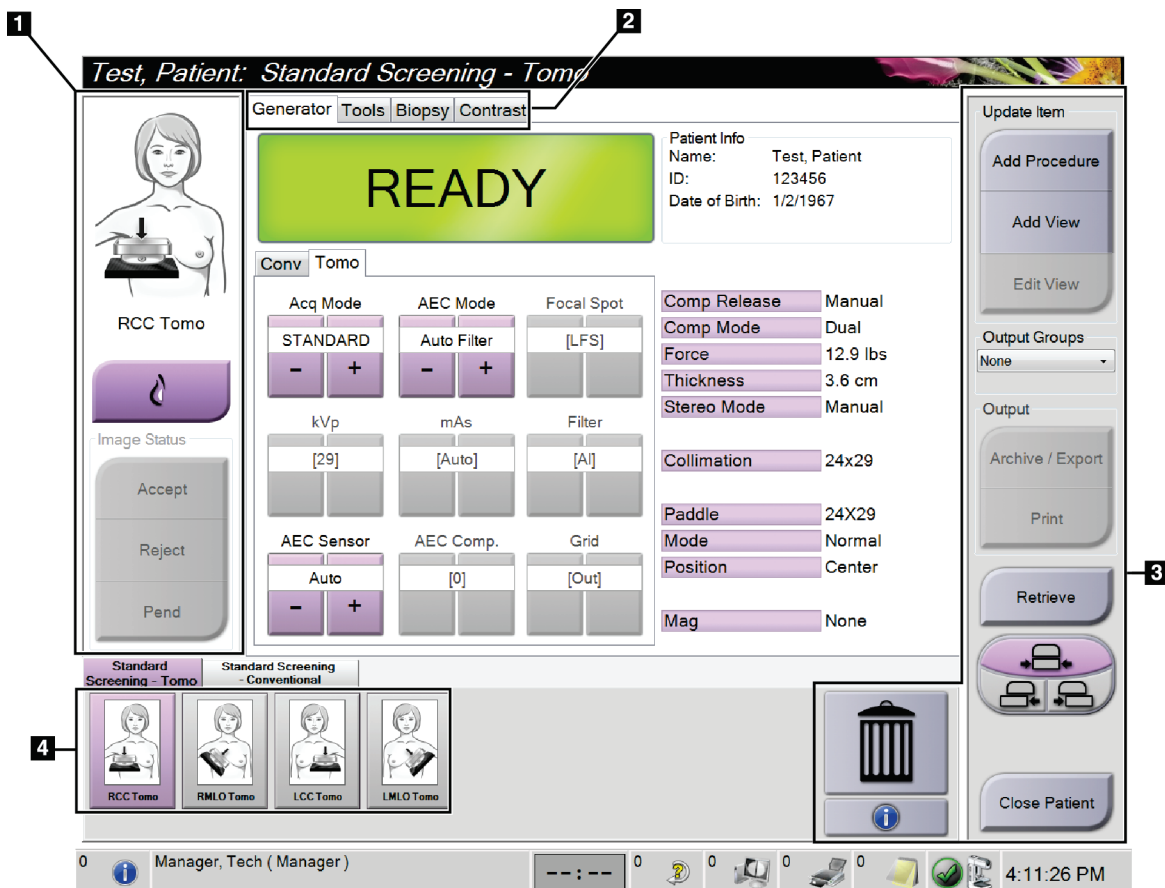 1
2
Test, Patient: Standard Screening - Tomo
Generator Tools Biopsy Contrast
READY
Patient Info
Name: Test, Patient
ID: 123456
Date of Birth: 1/2/1967
RCC Tomo
Image Status
Accept
Reject
Pend
Conv Tomo
Acq Mode AEC Mode Focal Spot
STANDARD Auto Filter [LFS]
- + - +
kVp mAs Filter
[29] [Auto] [Al]
AEC Sensor AEC Comp. Grid
Auto [0] [Out]
- +
Comp Release Manual
Comp Mode Dual
Force 12.9 lbs
Thickness 3.6 cm
Stereo Mode Manual
Collimation 24x29
Paddle 24X29
Mode Normal
Position Center
Mag None
Update Item
Add Procedure
Add View
Edit View
Output Groups
None
Output
Archive / Export
Print
3
Retrieve
Close Patient
Standard
Screening - Tomo
Standard Screening
- Conventional
4
RCC Tomo RMLO Tomo LCC Tomo LMLO Tomo
i
0 i Manager, Tech ( Manager ) --:-- 0 ? 0 0 0 4:11:26 PM